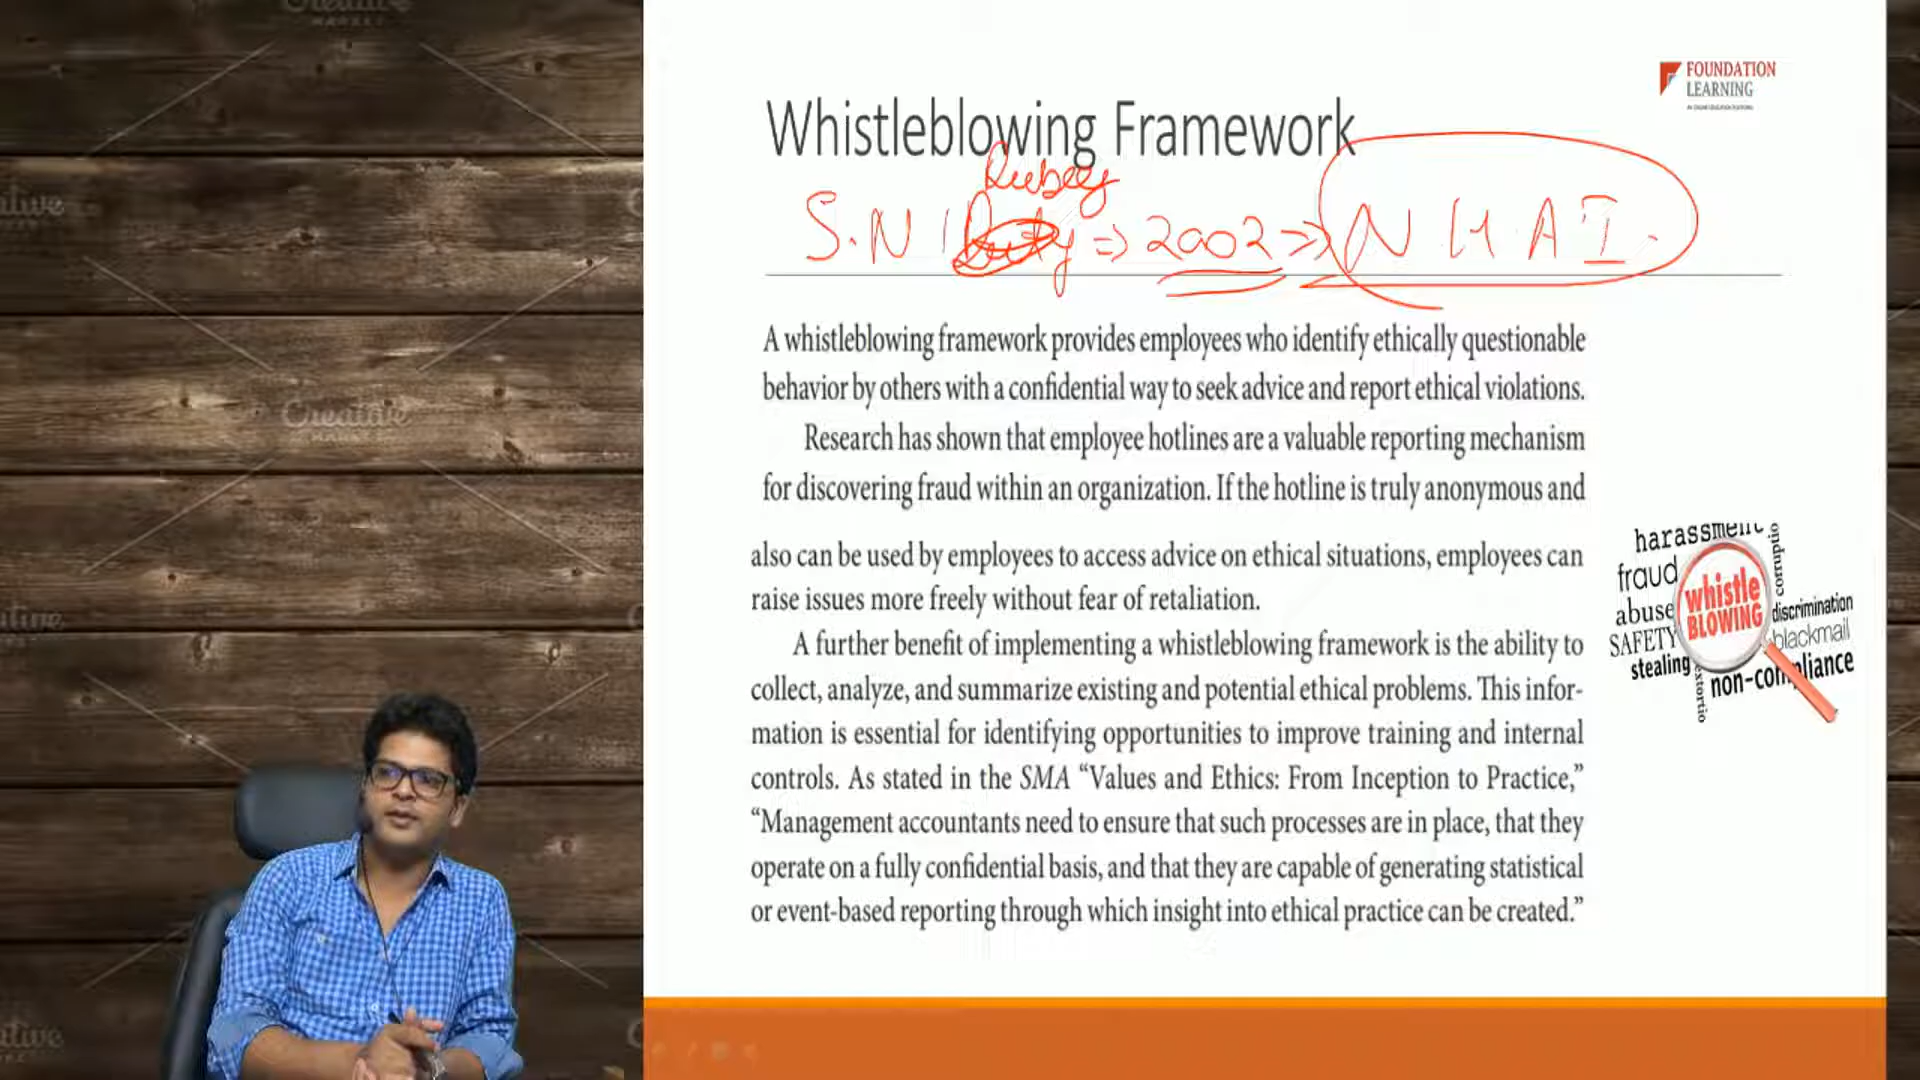 FOUNDATION
LEARNING
Whistleblowing Framework
S.N
=> 2002 => N H A I
A whistleblowing framework provides employees who identify ethically questionable
behavior by others with a confidential way to seek advice and report ethical violations.
Research has shown that employee hotlines are a valuable reporting mechanism
for discovering fraud within an organization. If the hotline is truly anonymous and
also can be used by employees to access advice on ethical situations, employees can
raise issues more freely without fear of retaliation.
A further benefit of implementing a whistleblowing framework is the ability to
collect, analyze, and summarize existing and potential ethical problems. This infor-
mation is essential for identifying opportunities to improve training and internal
controls. As stated in the SMA “Values and Ethics: From Inception to Practice,”
“Management accountants need to ensure that such processes are in place, that they
operate on a fully confidential basis, and that they are capable of generating statistical
or event-based reporting through which insight into ethical practice can be created.”
harassment
fraud
abuse
SAFETY
stealing
whistle
BLOWING
discrimination
blackmail
non-compliance
Creative
MARKET